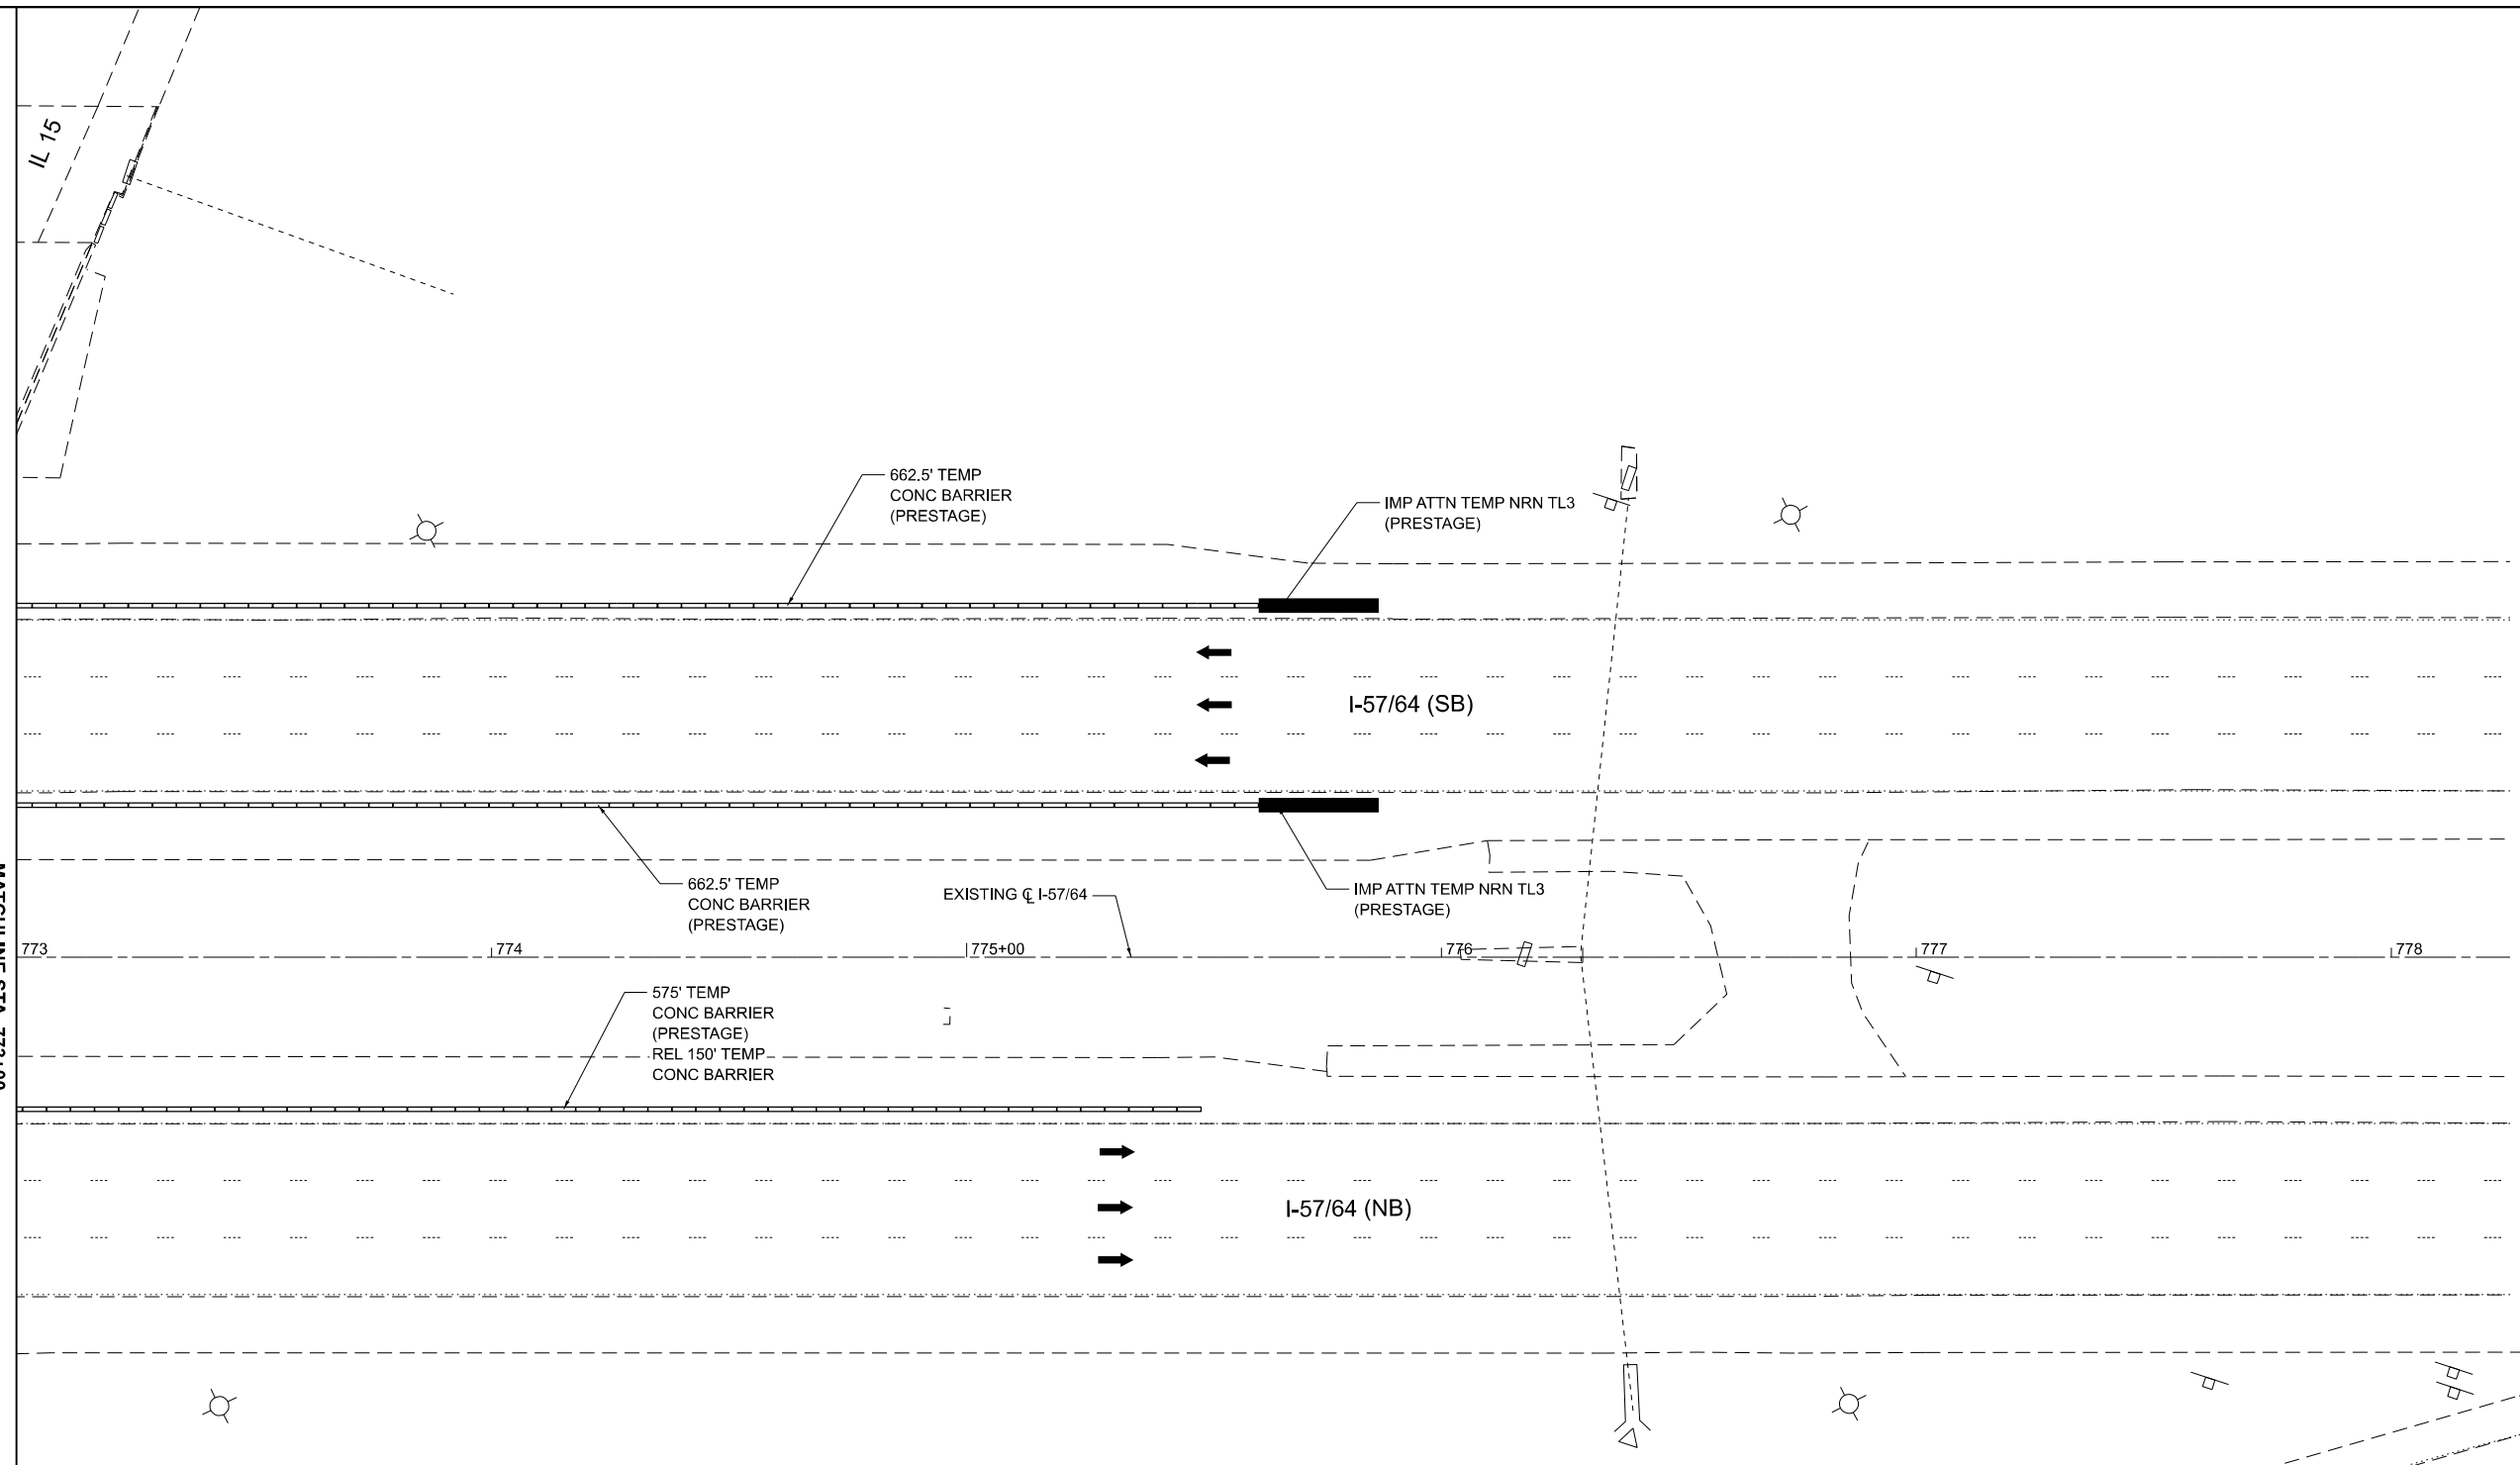 IL 15
662.5' TEMP
CONC BARRIER
(PRESTAGE)
IMP ATTN TEMP NRN TL3
(PRESTAGE)
I-57/64 (SB)
662.5' TEMP
CONC BARRIER
(PRESTAGE)
EXISTING ℄ I-57/64
IMP ATTN TEMP NRN TL3
(PRESTAGE)
773
774
775+00
776
777
778
575' TEMP
CONC BARRIER
(PRESTAGE)
REL 150' TEMP
CONC BARRIER
I-57/64 (NB)